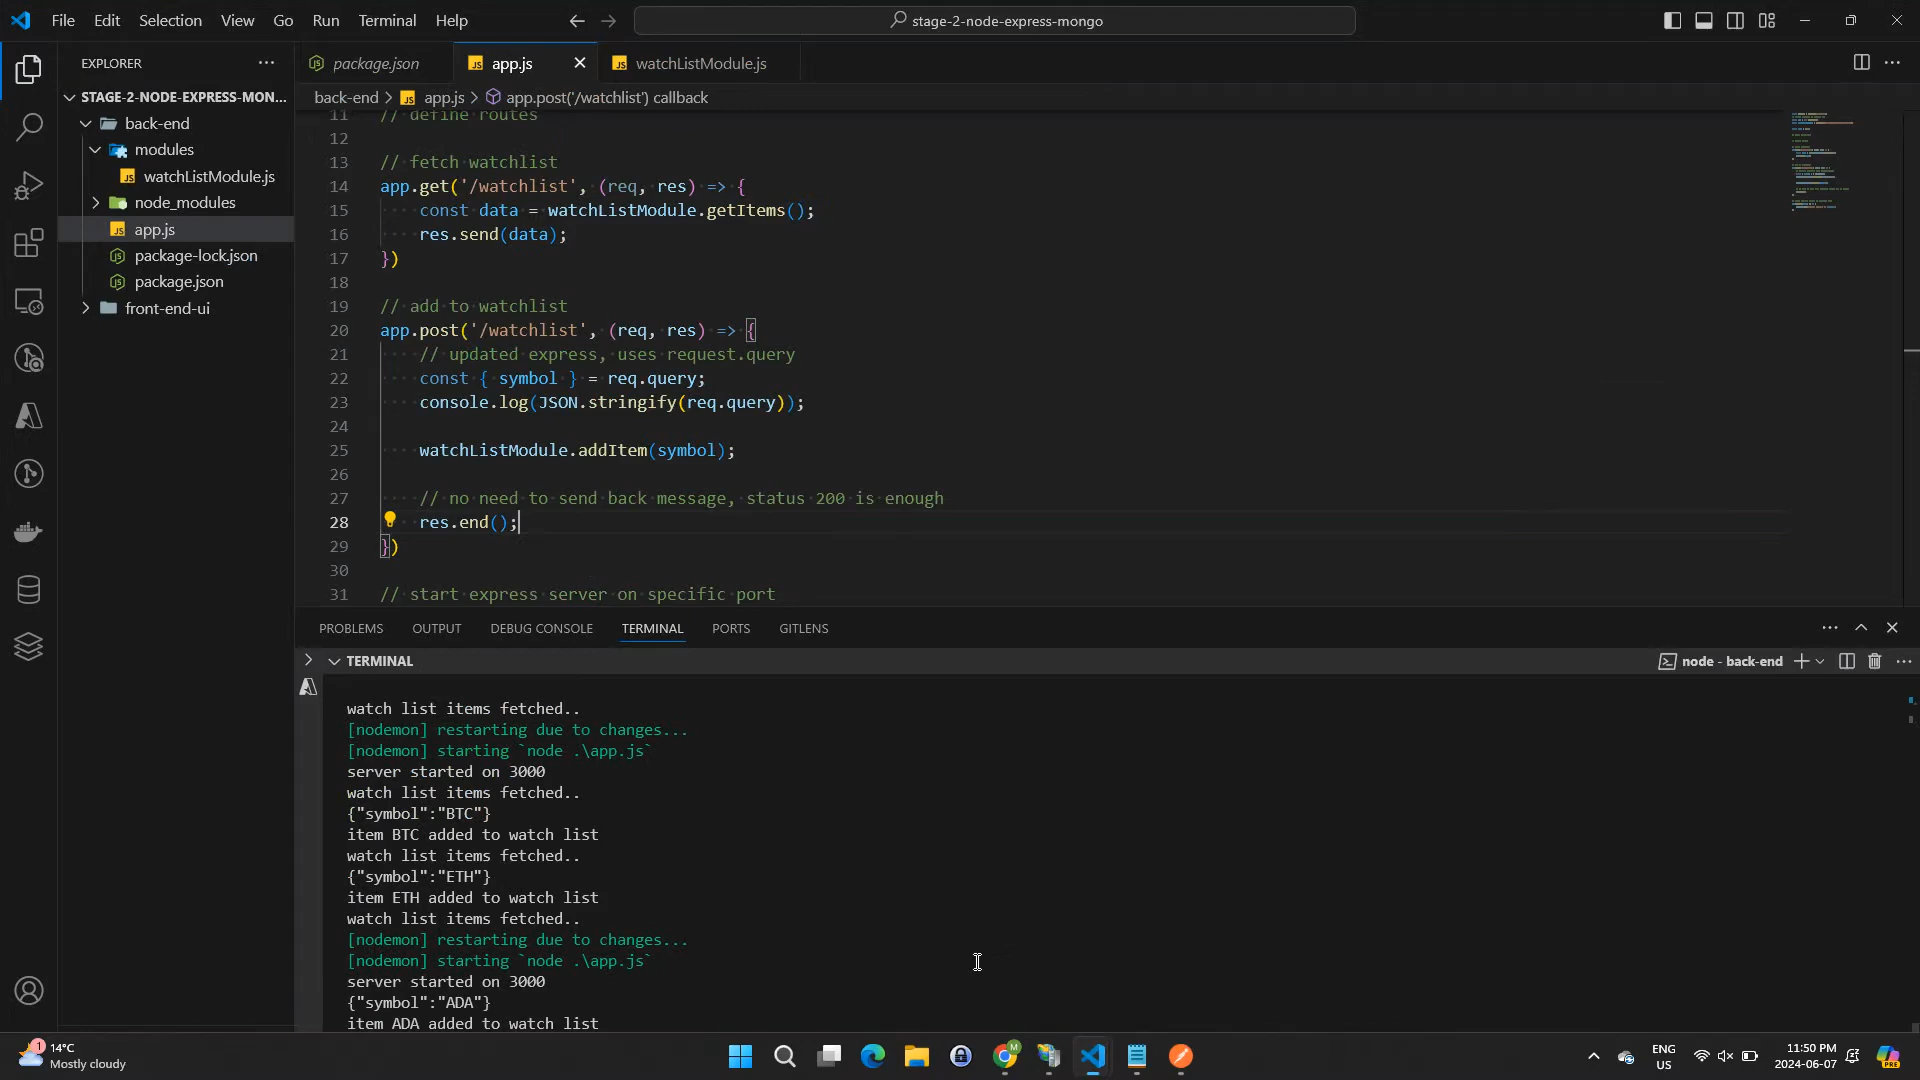 File Edit Selection View Go Run Terminal Help
stage-2-node-express-mongo
EXPLORER
STAGE-2-NODE-EXPRESS-MON...
back-end
modules
watchListModule.js
node_modules
app.js
package-lock.json
package.json
front-end-ui
package.json
app.js
watchListModule.js
back-end > app.js > app.post('/watchlist') callback
11 // define routes
12
13 // fetch watchlist
14 app.get('/watchlist', (req, res) => {
15 const data = watchListModule.getItems();
16 res.send(data);
17 })
18
19 // add to watchlist
20 app.post('/watchlist', (req, res) => {
21 // updated express, uses request.query
22 const { symbol } = req.query;
23 console.log(JSON.stringify(req.query));
24
25 watchListModule.addItem(symbol);
26
27 // no need to send back message, status 200 is enough
28 res.end();
29 })
30
31 // start express server on specific port
PROBLEMS OUTPUT DEBUG CONSOLE TERMINAL PORTS GITLENS
TERMINAL
node - back-end
watch list items fetched..
[nodemon] restarting due to changes...
[nodemon] starting `node .\app.js`
server started on 3000
watch list items fetched..
{"symbol":"BTC"}
item BTC added to watch list
watch list items fetched..
{"symbol":"ETH"}
item ETH added to watch list
watch list items fetched..
[nodemon] restarting due to changes...
[nodemon] starting `node .\app.js`
server started on 3000
{"symbol":"ADA"}
item ADA added to watch list
1
14°C
Mostly cloudy
M
ENG
US
11:50 PM
2024-06-07
PRE